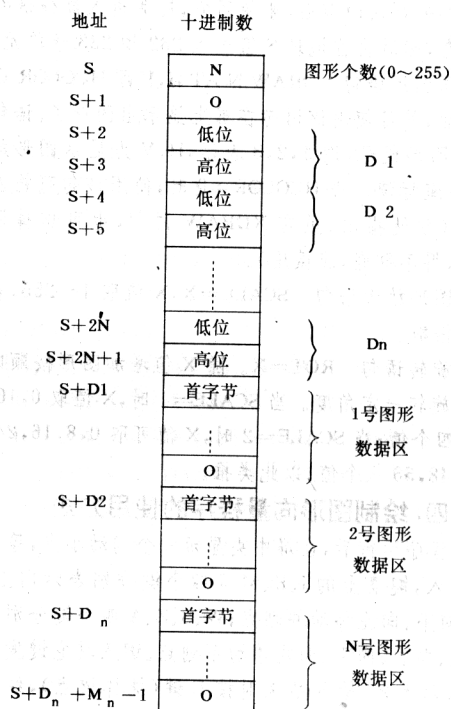 地址 十进制数
S N 图形个数(0～255)
S+1 O
S+2 低位
S+3 高位 D 1
S+4 低位
S+5 高位 D 2
S+2N 低位
S+2N+1 高位 Dn
S+D1 首字节
1号图形
数据区
O
S+D2 首字节
2号图形
数据区
O
S+D n 首字节
N号图形
数据区
S+Dn +Mn −1 O